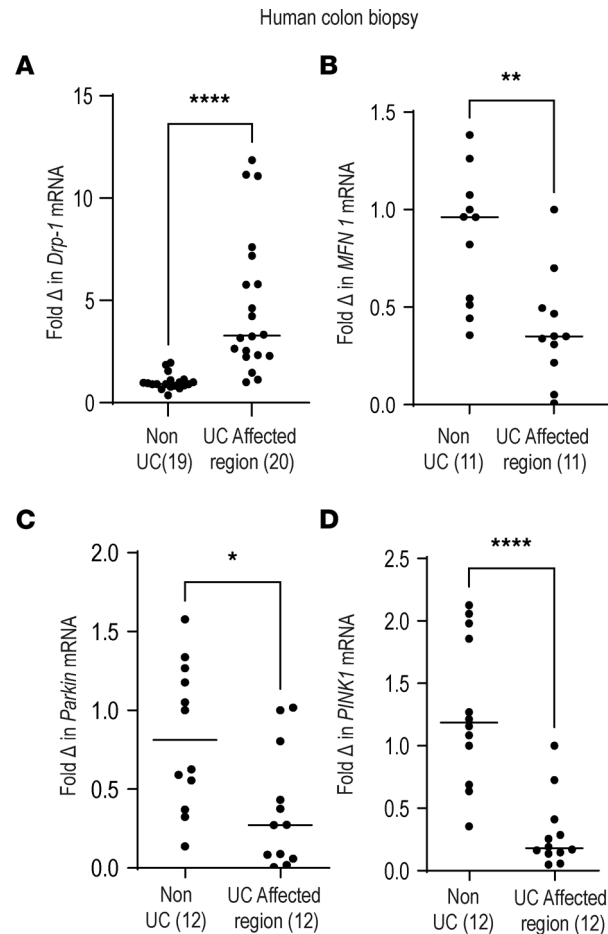 Human colon biopsy
A
Fold Δ in Drp-1 mRNA
15
10
5
0
****
Non
UC(19)
UC Affected
region (20)
B
Fold Δ in MFN 1 mRNA
1.5
1.0
0.5
0.0
**
Non
UC (11)
UC Affected
region (11)
C
Fold Δ in Parkin mRNA
2.0
1.5
1.0
0.5
0.0
*
Non
UC (12)
UC Affected
region (12)
D
Fold Δ in PINK1 mRNA
2.5
2.0
1.5
1.0
0.5
0.0
****
Non
UC (12)
UC Affected
region (12)